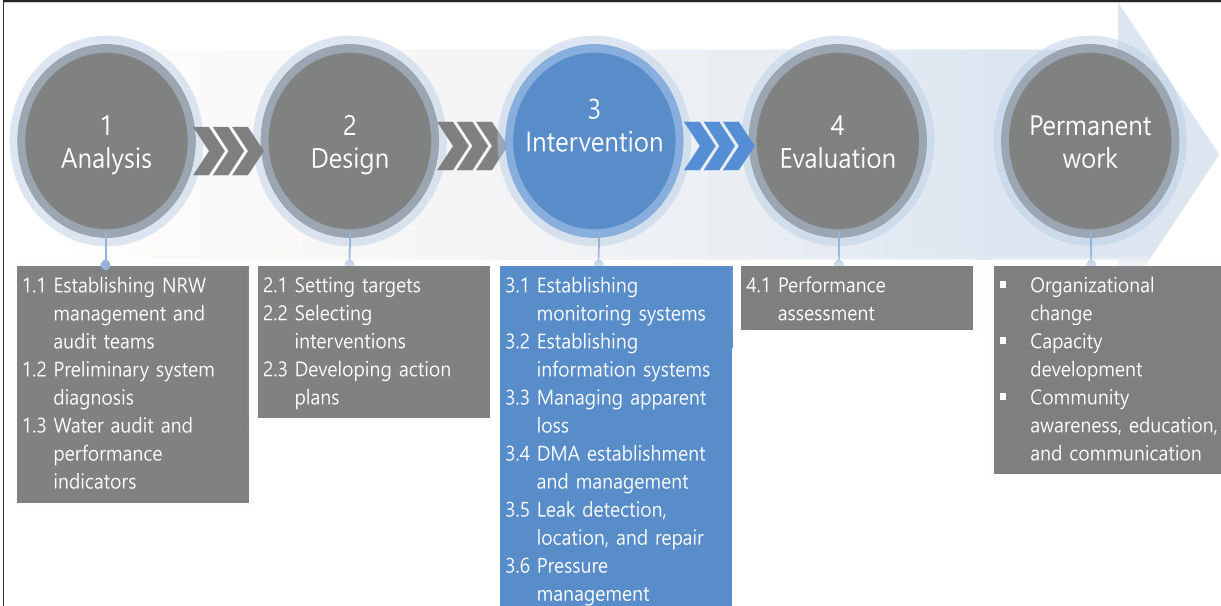 1
Analysis
2
Design
3
Intervention
4
Evaluation
Permanent
work
1.1 Establishing NRW
management and
audit teams
1.2 Preliminary system
diagnosis
1.3 Water audit and
performance
indicators
2.1 Setting targets
2.2 Selecting
interventions
2.3 Developing action
plans
3.1 Establishing
monitoring systems
3.2 Establishing
information systems
3.3 Managing apparent
loss
3.4 DMA establishment
and management
3.5 Leak detection,
location, and repair
3.6 Pressure
management
4.1 Performance
assessment
▪ Organizational
change
▪ Capacity
development
▪ Community
awareness, education,
and communication